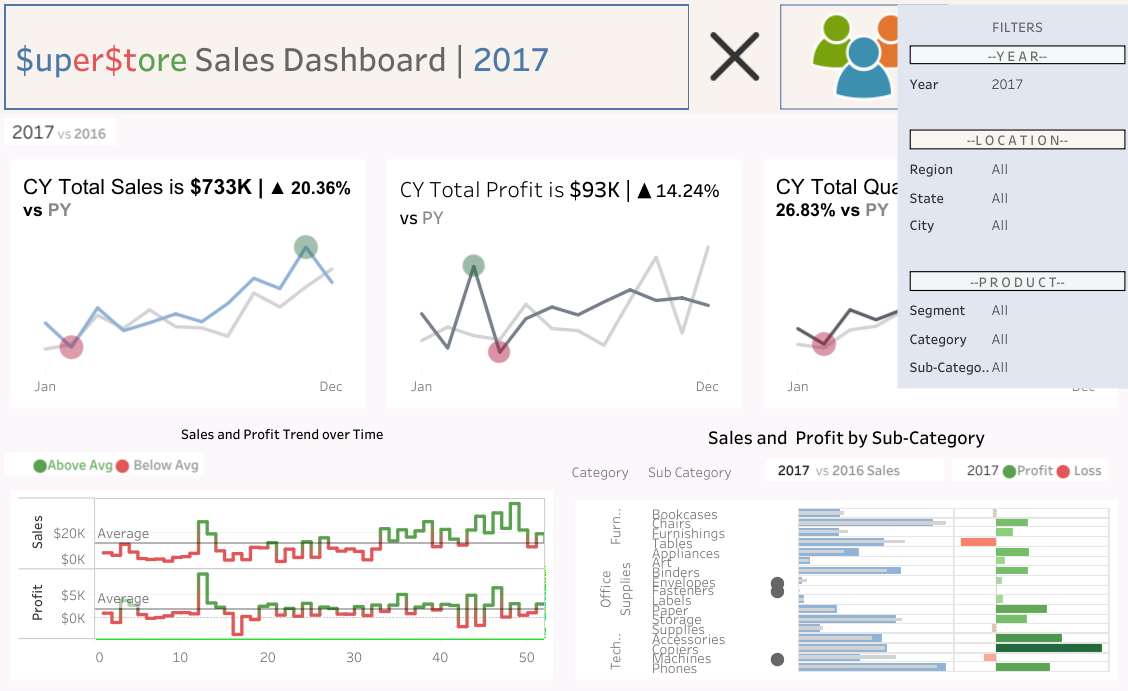 $uper$tore Sales Dashboard | 2017
FILTERS
--YEAR--
Year 2017
--LOCATION--
Region All
State All
City All
--PRODUCT--
Segment All
Category All
Sub-Catego.. All
2017 vs 2016
CY Total Sales is $733K | ▲ 20.36%
vs PY
Jan Dec
CY Total Profit is $93K | ▲ 14.24%
vs PY
Jan Dec
CY Total Qua
26.83% vs PY
Jan Dec
Sales and Profit Trend over Time
Above Avg Below Avg
Sales
$20K
$0K
Average
Profit
$5K
$0K
Average
0 10 20 30 40 50
Sales and Profit by Sub-Category
Category Sub Category 2017 vs 2016 Sales 2017 Profit Loss
Furn..
Bookcases
Chairs
Furnishings
Tables
Office Supplies
Appliances
Art
Binders
Envelopes
Fasteners
Labels
Paper
Storage
Supplies
Tech..
Accessories
Copiers
Machines
Phones